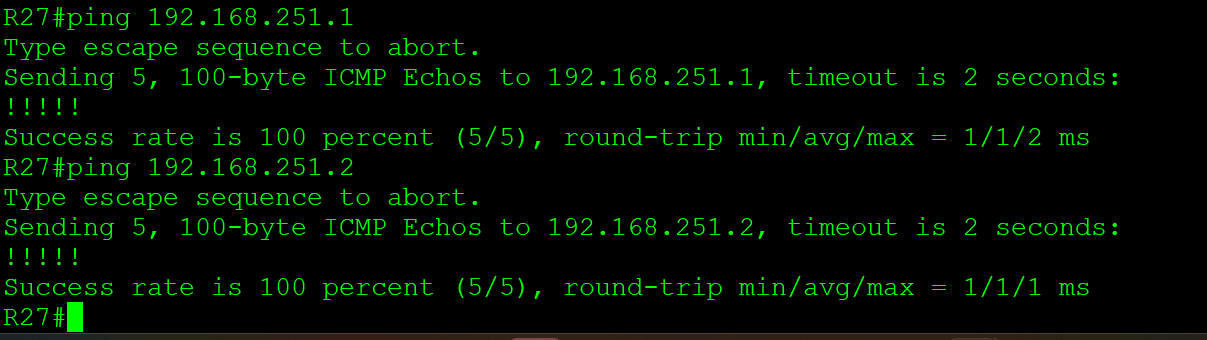 R27#ping 192.168.251.1
Type escape sequence to abort.
Sending 5, 100-byte ICMP Echos to 192.168.251.1, timeout is 2 seconds:
!!!!!
Success rate is 100 percent (5/5), round-trip min/avg/max = 1/1/2 ms
R27#ping 192.168.251.2
Type escape sequence to abort.
Sending 5, 100-byte ICMP Echos to 192.168.251.2, timeout is 2 seconds:
!!!!!
Success rate is 100 percent (5/5), round-trip min/avg/max = 1/1/1 ms
R27#